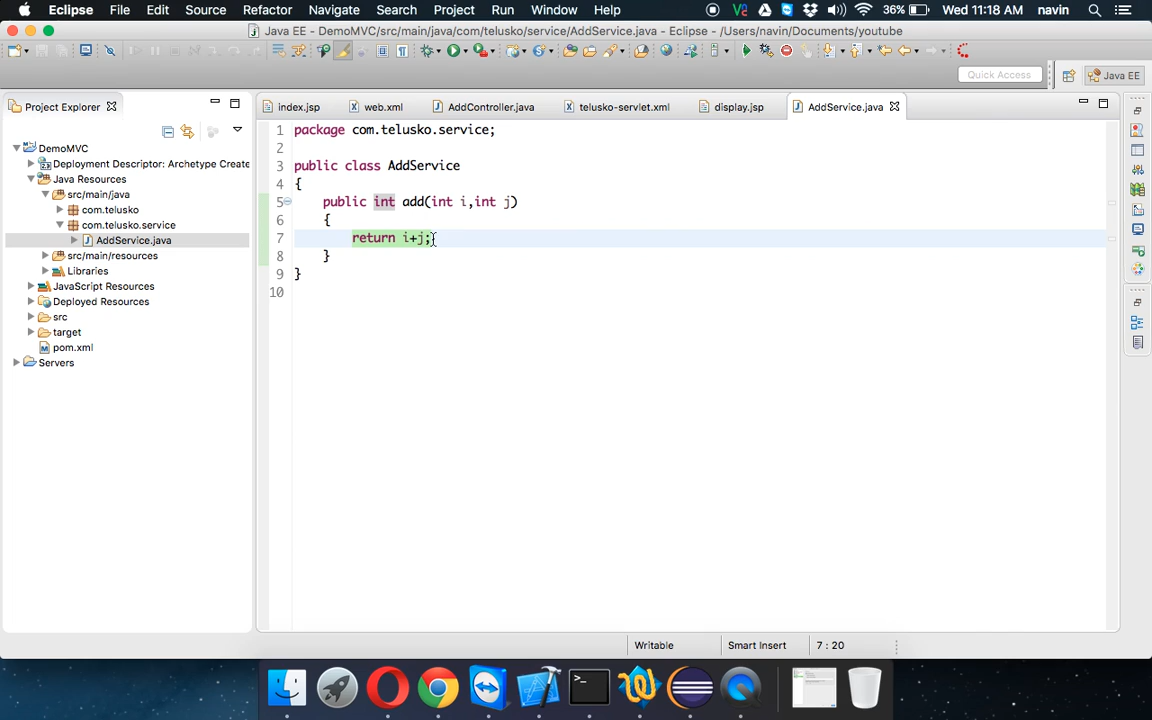 Eclipse File Edit Source Refactor Navigate Search Project Run Window Help 36% Wed 11:18 AM navin
Java EE - DemoMVC/src/main/java/com/telusko/service/AddService.java - Eclipse - /Users/navin/Documents/youtube
Quick Access Java EE
Project Explorer
index.jsp web.xml AddController.java telusko-servlet.xml display.jsp AddService.java
DemoMVC
Deployment Descriptor: Archetype Create
Java Resources
src/main/java
com.telusko
com.telusko.service
AddService.java
src/main/resources
Libraries
JavaScript Resources
Deployed Resources
src
target
pom.xml
Servers
1 package com.telusko.service;
2
3 public class AddService
4 {
5 public int add(int i,int j)
6 {
7 return i+j;
8 }
9 }
10
Writable Smart Insert 7 : 20